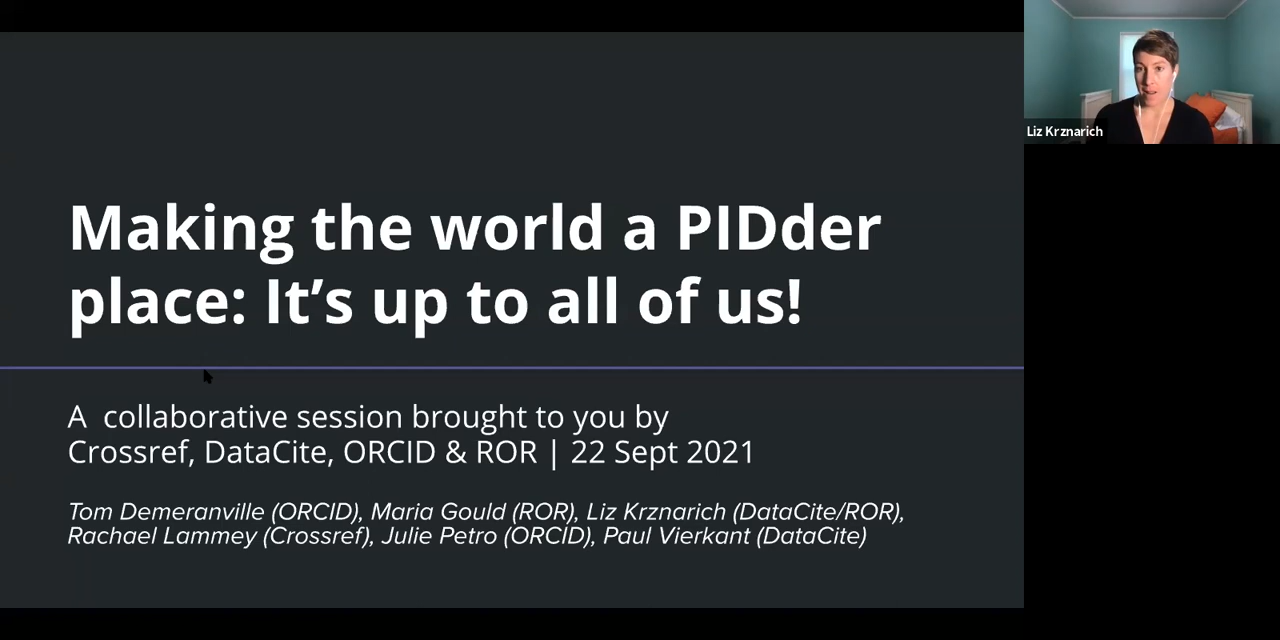 Making the world a PIDder
place: It’s up to all of us!
A  collaborative session brought to you by
Crossref, DataCite, ORCID & ROR | 22 Sept 2021
Tom Demeranville (ORCID), Maria Gould (ROR), Liz Krznarich (DataCite/ROR),
Rachael Lammey (Crossref), Julie Petro (ORCID), Paul Vierkant (DataCite)
Liz Krznarich